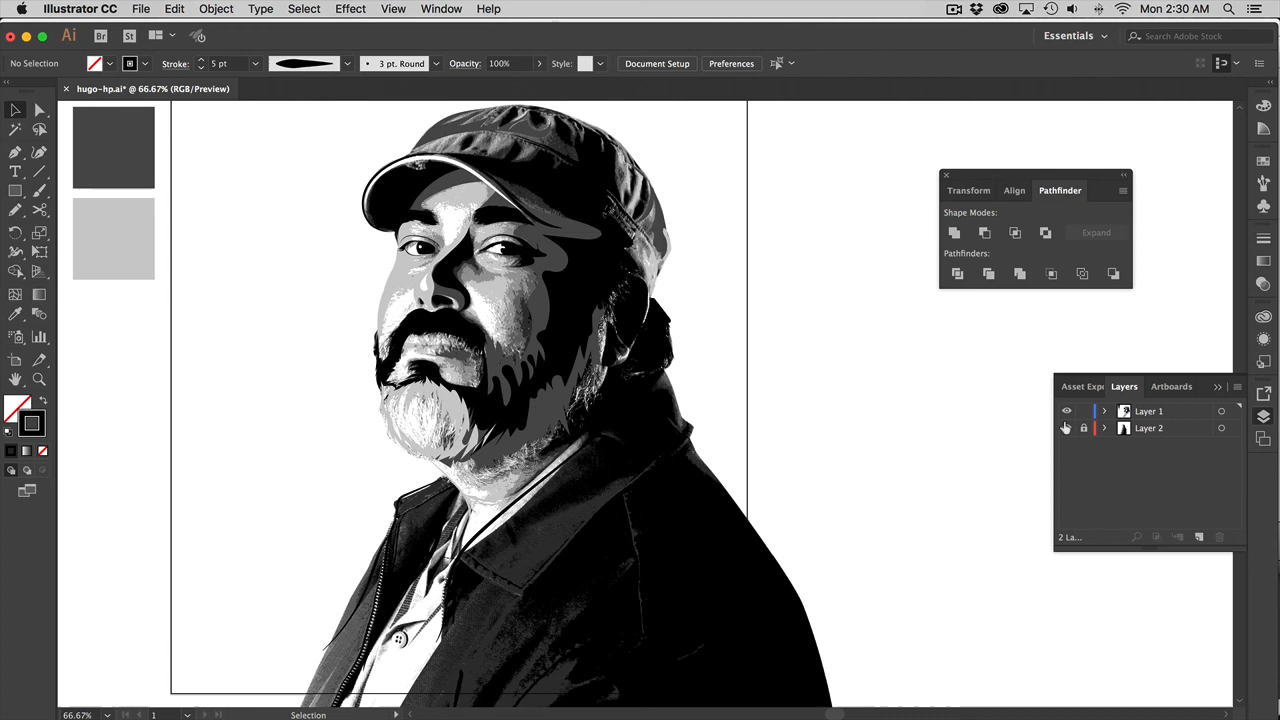 Illustrator CC File Edit Object Type Select Effect View Window Help Mon 2:30 AM
Ai Br St Essentials Search Adobe Stock
No Selection Stroke: 5 pt 3 pt. Round Opacity: 100% Style: Document Setup Preferences
× hugo-hp.ai* @ 66.67% (RGB/Preview)
Transform Align Pathfinder
Shape Modes:
Expand
Pathfinders:
Asset Expo Layers Artboards
Layer 1
Layer 2
2 La...
66.67% 1 Selection